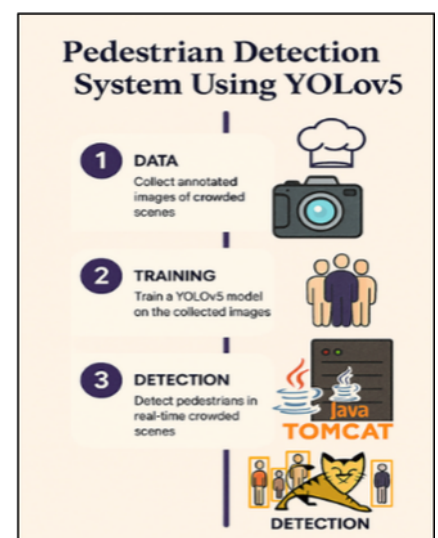 Pedestrian Detection
System Using YOLov5
1
DATA
Collect annotated
images of crowded
scenes
2
TRAINING
Train a YOLOv5 model
on the collected images
3
DETECTION
Detect pedestrians in
real-time crowded
scenes
Java
TOMCAT
DETECTION